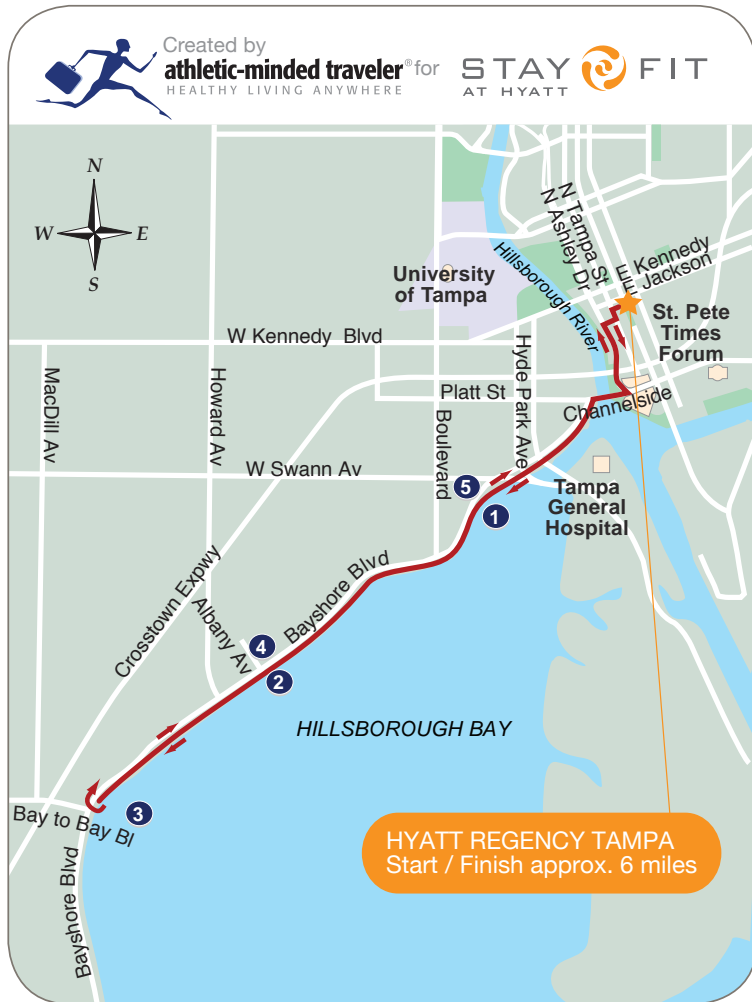 Created by
athletic-minded traveler® for
HEALTHY LIVING ANYWHERE
STAY FIT
AT HYATT
N
W E
S
N Tampa St
N Ashley Dr
E Kennedy
E Jackson
Hillsborough River
University
of Tampa
St. Pete
Times
Forum
W Kennedy Blvd
Hyde Park Ave
MacDill Av
Howard Av
Platt St
Channelside
Boulevard
W Swann Av
5
1
Tampa
General
Hospital
Crosstown Expwy
Bayshore Blvd
Albany Av
4
2
HILLSBOROUGH BAY
3
Bay to Bay Bl
Bayshore Blvd
HYATT REGENCY TAMPA
Start / Finish approx. 6 miles